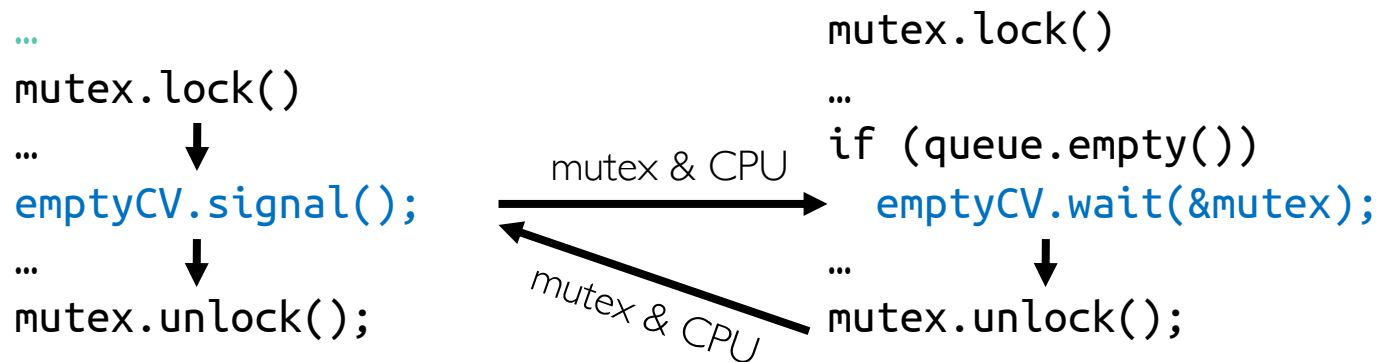 …
mutex.lock()
…
emptyCV.signal();
…
mutex.unlock();
mutex & CPU
mutex & CPU
mutex.lock()
…
if (queue.empty())
  emptyCV.wait(&mutex);
…
mutex.unlock();